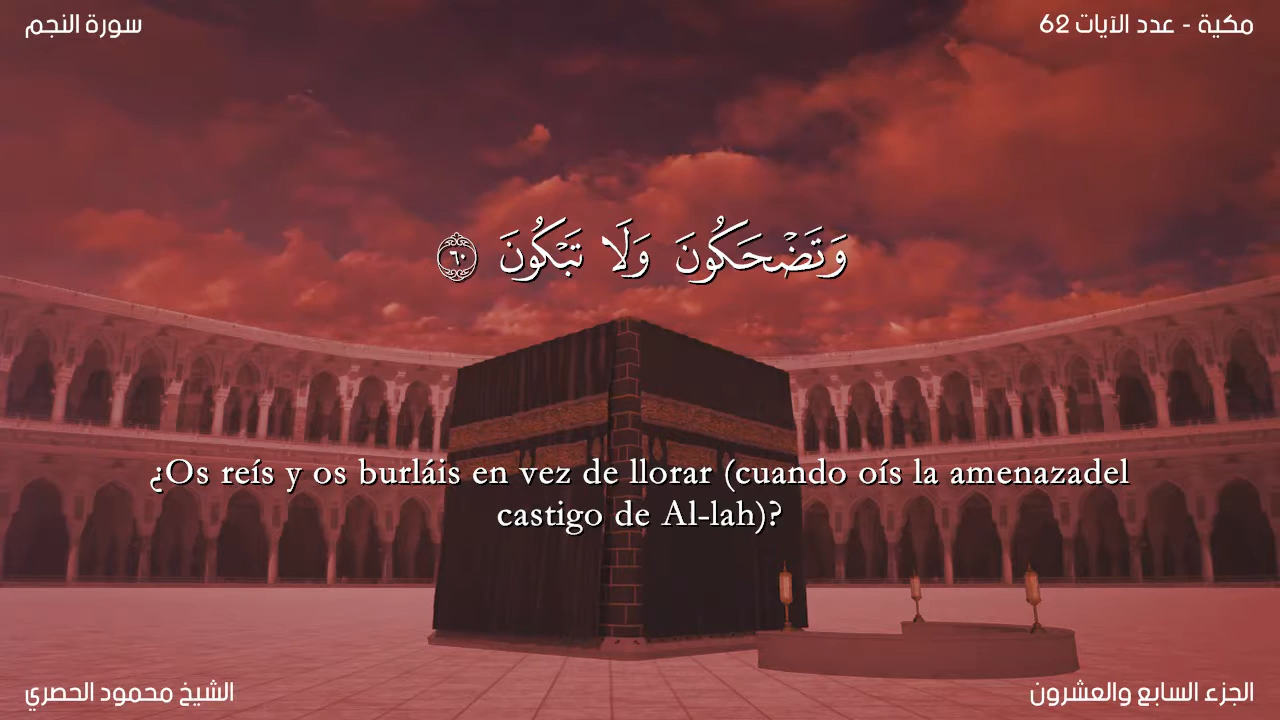 سورة النجم
مكية - عدد الآيات 62
وَتَضْحَكُونَ وَلَا تَبْكُونَ ٦٠
¿Os reís y os burláis en vez de llorar (cuando oís la amenazadel
castigo de Al-lah)?
الشيخ محمود الحصري
الجزء السابع والعشرون